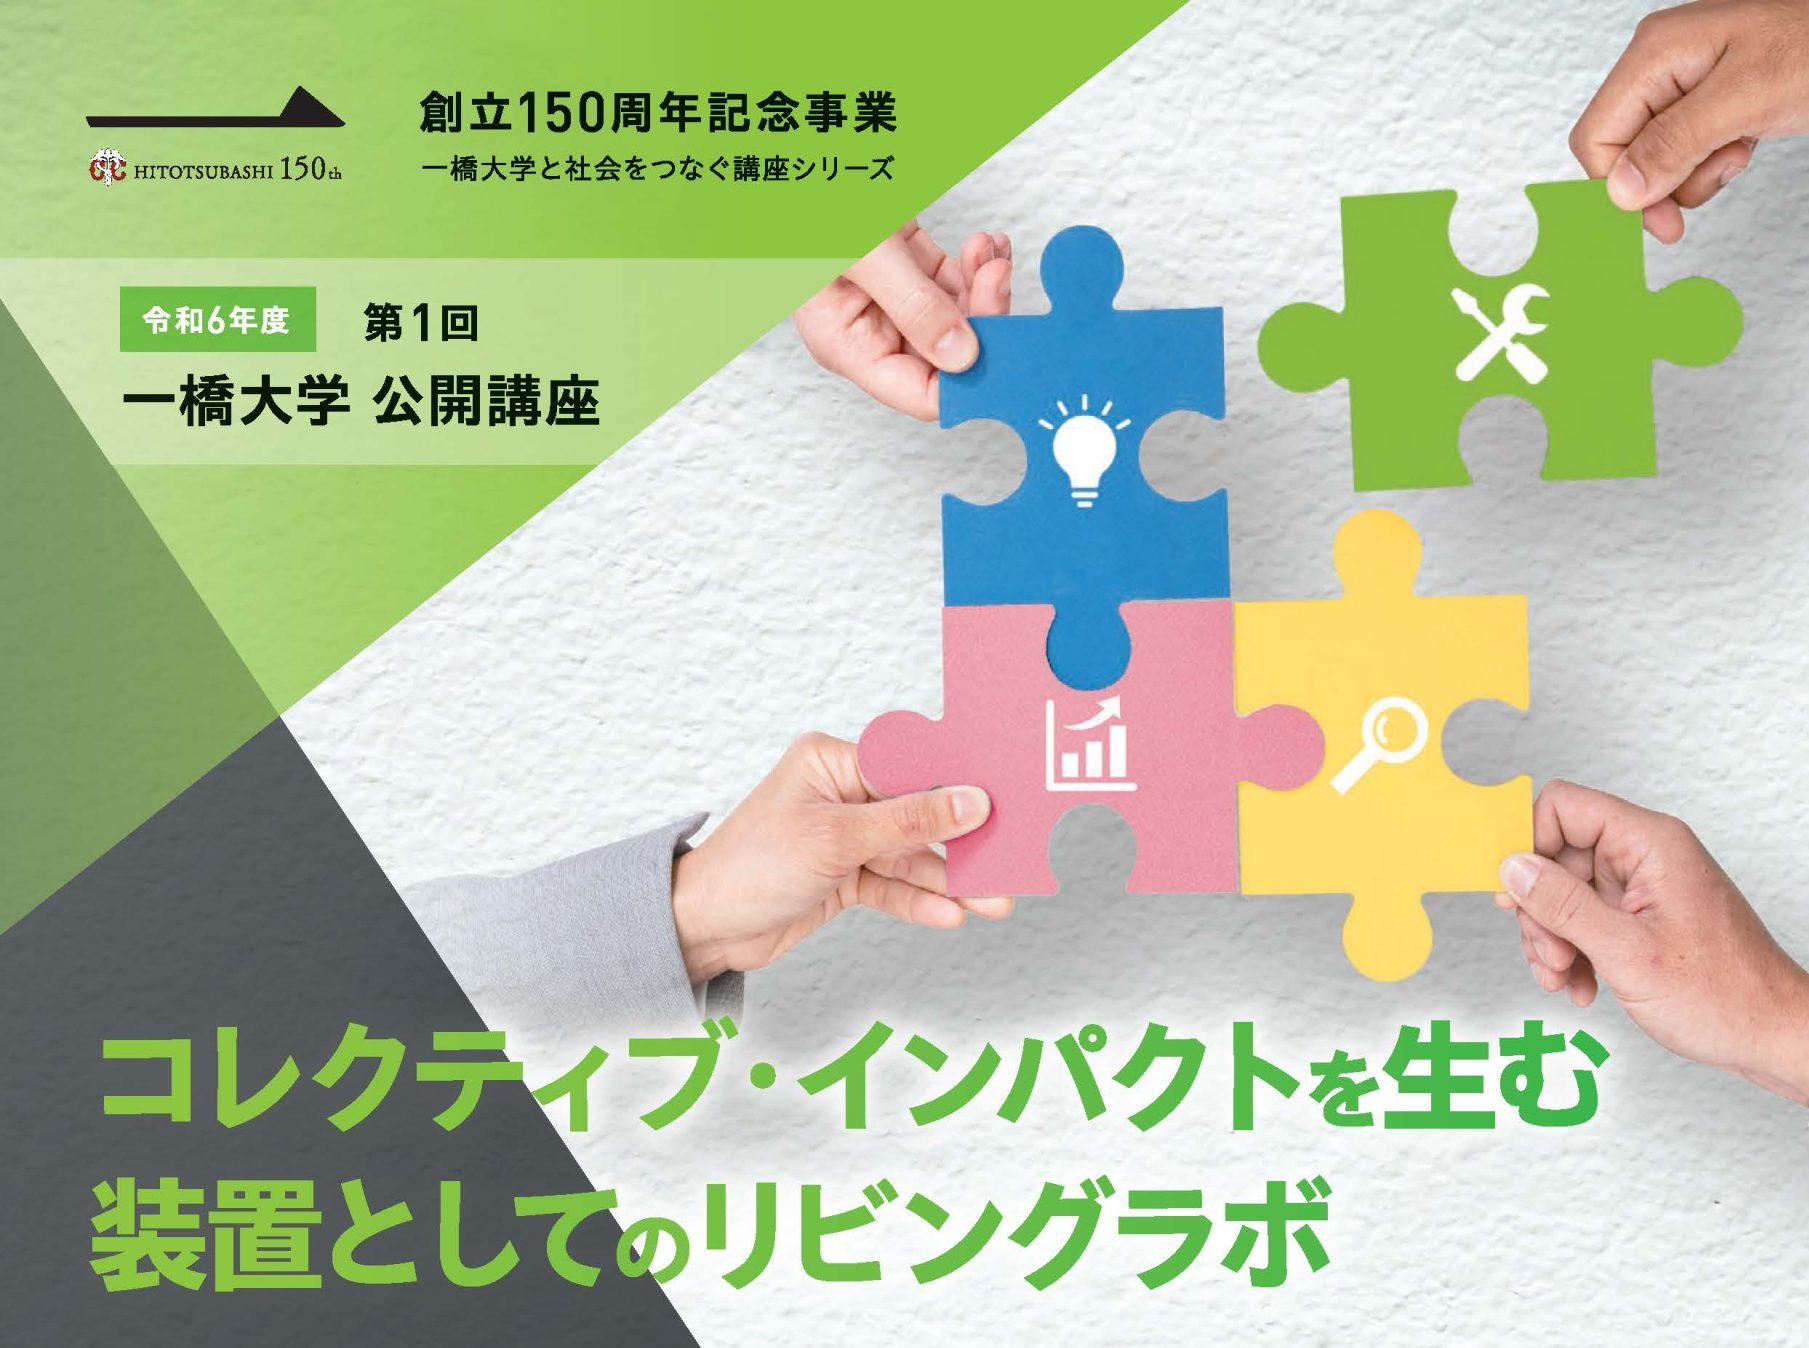 創立150周年記念事業
HITOTSUBASHI 150th
一橋大学と社会をつなぐ講座シリーズ
令和6年度 第1回
一橋大学 公開講座
コレクティブ・インパクトを生む
装置としてのリビングラボ